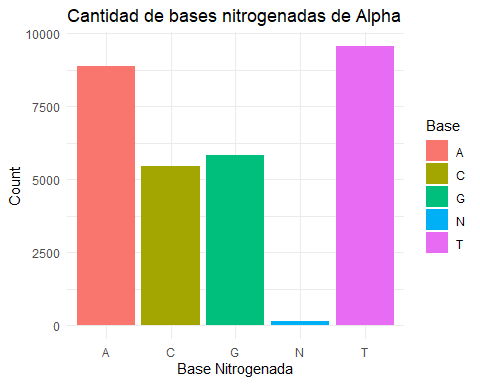 Cantidad de bases nitrogenadas de Alpha
10000
7500
5000
2500
0
Count
A C G N T
Base Nitrogenada
Base
A
C
G
N
T